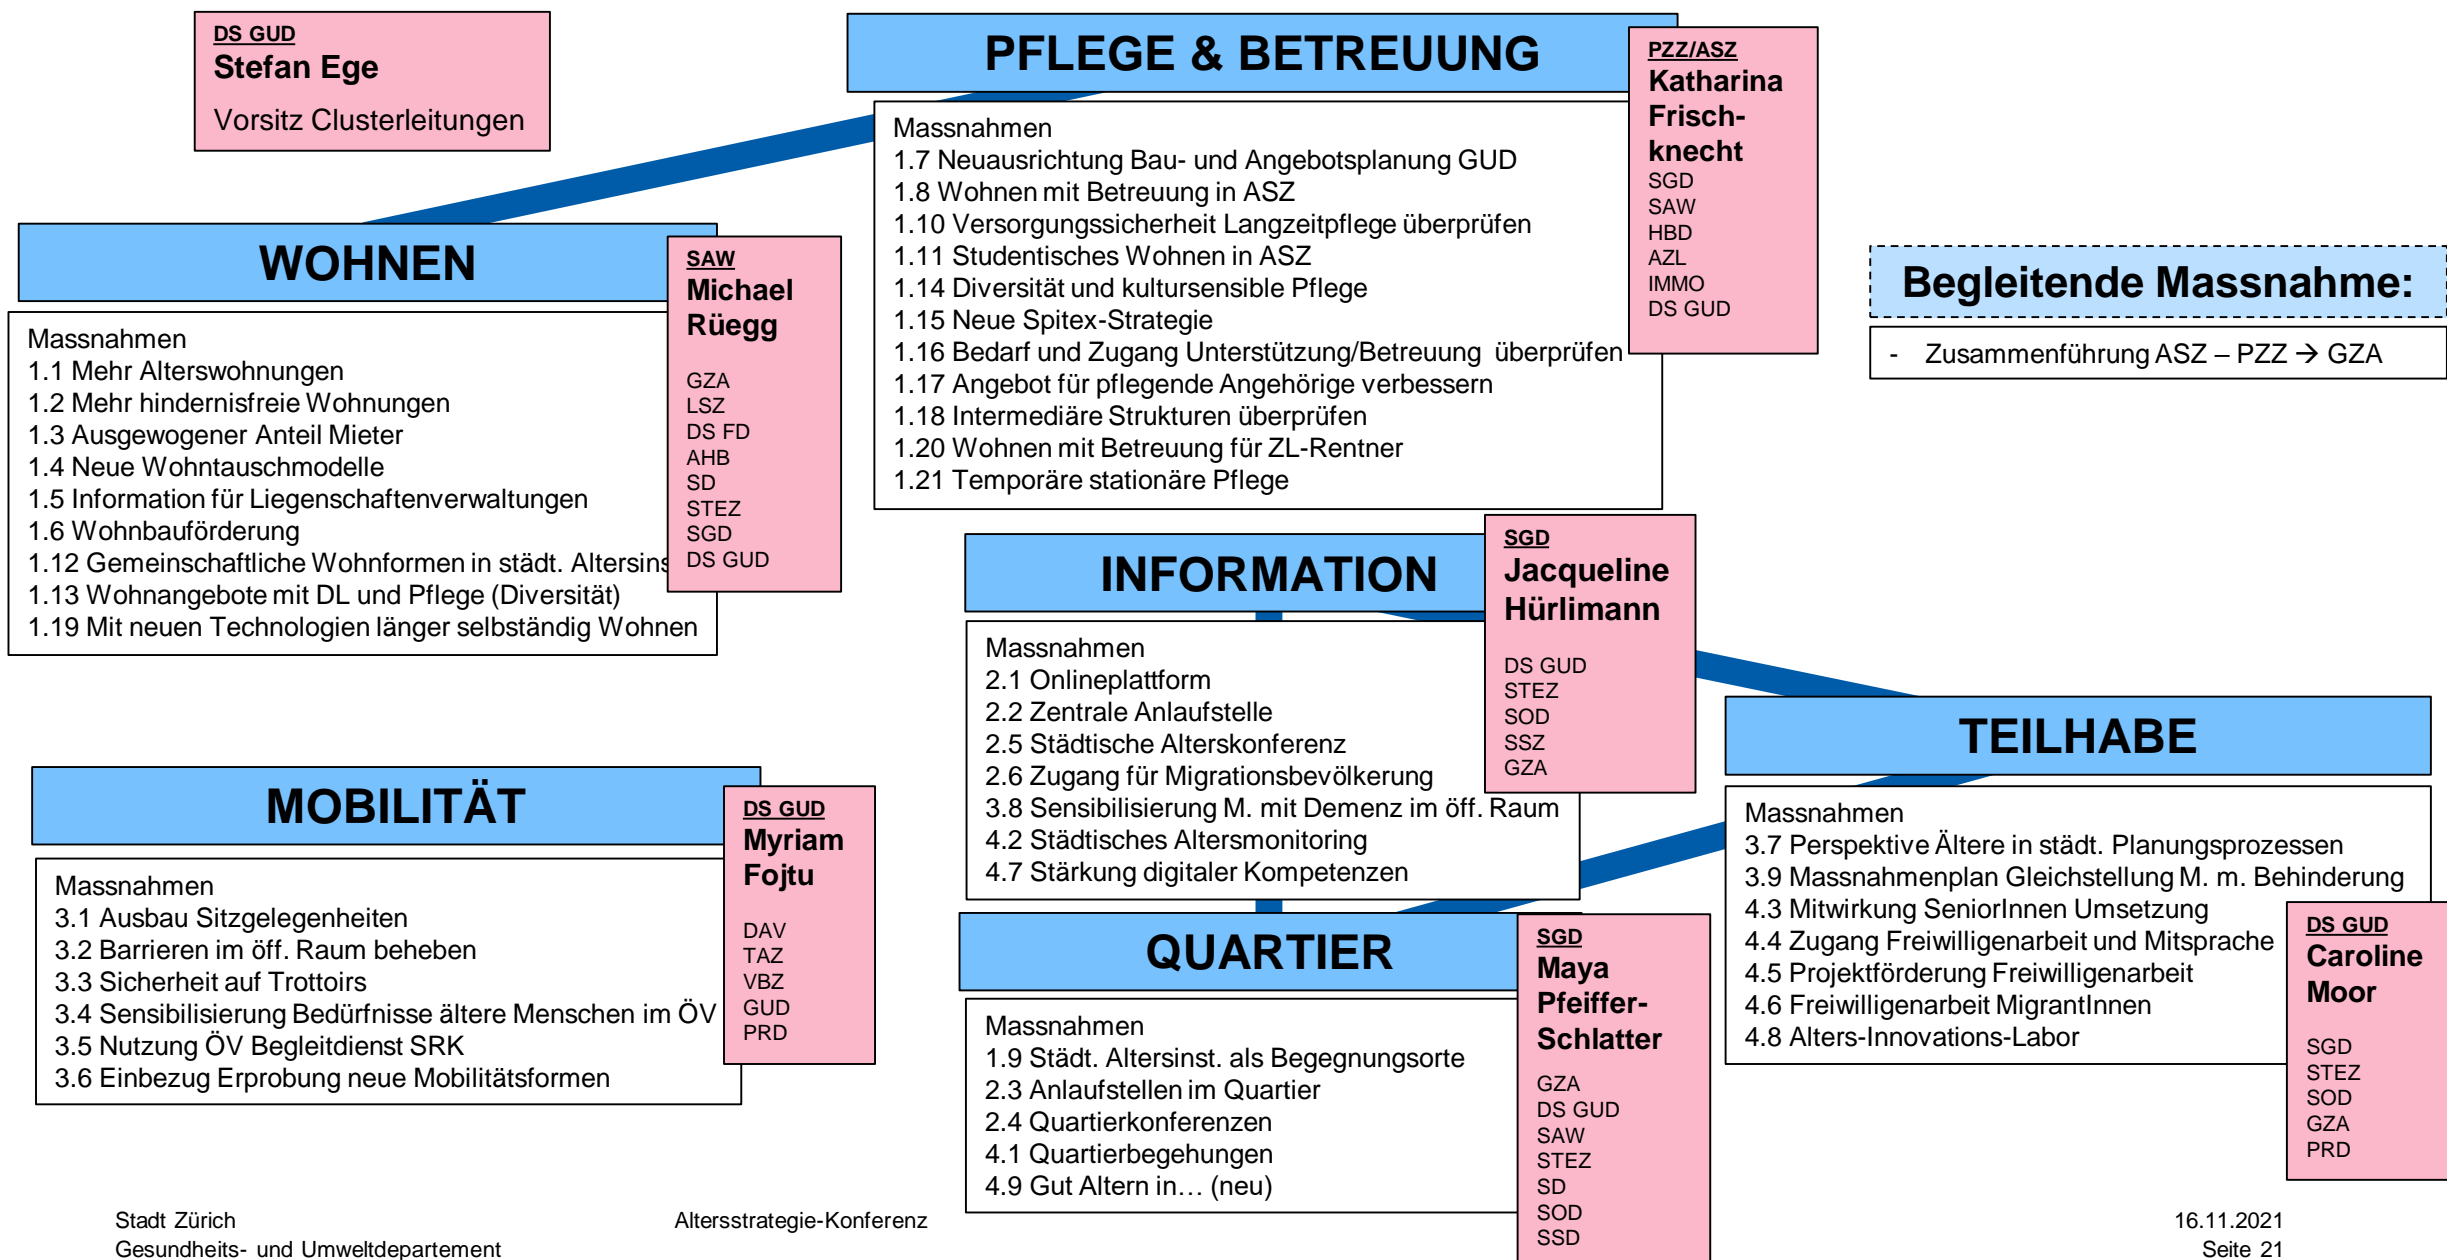 DS GUD
Stefan Ege
Vorsitz Clusterleitungen
PFLEGE & BETREUUNG
PZZ/ASZ
Katharina
Frisch-
knecht
SGD
SAW
HBD
AZL
IMMO
DS GUD
Massnahmen
1.7 Neuausrichtung Bau- und Angebotsplanung GUD
1.8 Wohnen mit Betreuung in ASZ
1.10 Versorgungssicherheit Langzeitpflege überprüfen
1.11 Studentisches Wohnen in ASZ
1.14 Diversität und kultursensible Pflege
1.15 Neue Spitex-Strategie
1.16 Bedarf und Zugang Unterstützung/Betreuung überprüfen
1.17 Angebot für pflegende Angehörige verbessern
1.18 Intermediäre Strukturen überprüfen
1.20 Wohnen mit Betreuung für ZL-Rentner
1.21 Temporäre stationäre Pflege
WOHNEN
SAW
Michael
Rüegg
GZA
LSZ
DS FD
AHB
SD
STEZ
SGD
DS GUD
Massnahmen
1.1 Mehr Alterswohnungen
1.2 Mehr hindernisfreie Wohnungen
1.3 Ausgewogener Anteil Mieter
1.4 Neue Wohntauschmodelle
1.5 Information für Liegenschaftenverwaltungen
1.6 Wohnbauförderung
1.12 Gemeinschaftliche Wohnformen in städt. Altersins
1.13 Wohnangebote mit DL und Pflege (Diversität)
1.19 Mit neuen Technologien länger selbständig Wohnen
Begleitende Massnahme:
- Zusammenführung ASZ – PZZ → GZA
INFORMATION
SGD
Jacqueline
Hürlimann
DS GUD
STEZ
SOD
SSZ
GZA
Massnahmen
2.1 Onlineplattform
2.2 Zentrale Anlaufstelle
2.5 Städtische Alterskonferenz
2.6 Zugang für Migrationsbevölkerung
3.8 Sensibilisierung M. mit Demenz im öff. Raum
4.2 Städtisches Altersmonitoring
4.7 Stärkung digitaler Kompetenzen
TEILHABE
Massnahmen
3.7 Perspektive Ältere in städt. Planungsprozessen
3.9 Massnahmenplan Gleichstellung M. m. Behinderung
4.3 Mitwirkung SeniorInnen Umsetzung
4.4 Zugang Freiwilligenarbeit und Mitsprache
4.5 Projektförderung Freiwilligenarbeit
4.6 Freiwilligenarbeit MigrantInnen
4.8 Alters-Innovations-Labor
DS GUD
Caroline
Moor
SGD
STEZ
SOD
GZA
PRD
MOBILITÄT
DS GUD
Myriam
Fojtu
DAV
TAZ
VBZ
GUD
PRD
Massnahmen
3.1 Ausbau Sitzgelegenheiten
3.2 Barrieren im öff. Raum beheben
3.3 Sicherheit auf Trottoirs
3.4 Sensibilisierung Bedürfnisse ältere Menschen im ÖV
3.5 Nutzung ÖV Begleitdienst SRK
3.6 Einbezug Erprobung neue Mobilitätsformen
QUARTIER
SGD
Maya
Pfeiffer-
Schlatter
GZA
DS GUD
SAW
STEZ
SD
SOD
SSD
Massnahmen
1.9 Städt. Altersinst. als Begegnungsorte
2.3 Anlaufstellen im Quartier
2.4 Quartierkonferenzen
4.1 Quartierbegehungen
4.9 Gut Altern in… (neu)
Stadt Zürich
Gesundheits- und Umweltdepartement
Altersstrategie-Konferenz
16.11.2021
Seite 21